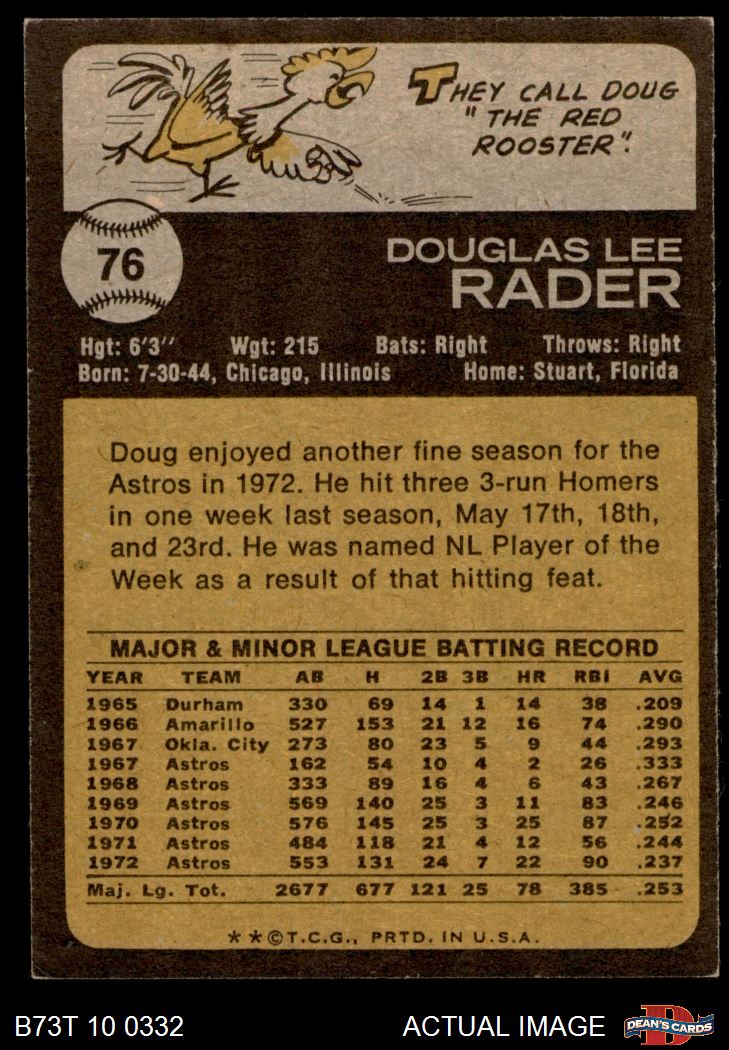 THEY CALL DOUG
"THE RED
ROOSTER".
76
DOUGLAS LEE
RADER
Hgt: 6'3" Wgt: 215 Bats: Right Throws: Right
Born: 7-30-44, Chicago, Illinois Home: Stuart, Florida
Doug enjoyed another fine season for the
Astros in 1972. He hit three 3-run Homers
in one week last season, May 17th, 18th,
and 23rd. He was named NL Player of the
Week as a result of that hitting feat.
MAJOR & MINOR LEAGUE BATTING RECORD
YEAR TEAM AB H 2B 3B HR RBI AVG
1965 Durham 330 69 14 1 14 38 .209
1966 Amarillo 527 153 21 12 16 74 .290
1967 Okla. City 273 80 23 5 9 44 .293
1967 Astros 162 54 10 4 2 26 .333
1968 Astros 333 89 16 4 6 43 .267
1969 Astros 569 140 25 3 11 83 .246
1970 Astros 576 145 25 3 25 87 .252
1971 Astros 484 118 21 4 12 56 .244
1972 Astros 553 131 24 7 22 90 .237
Maj. Lg. Tot. 2677 677 121 25 78 385 .253
**©T.C.G., PRTD. IN U.S.A.
B73T 10 0332 ACTUAL IMAGE D DEAN'S CARDS